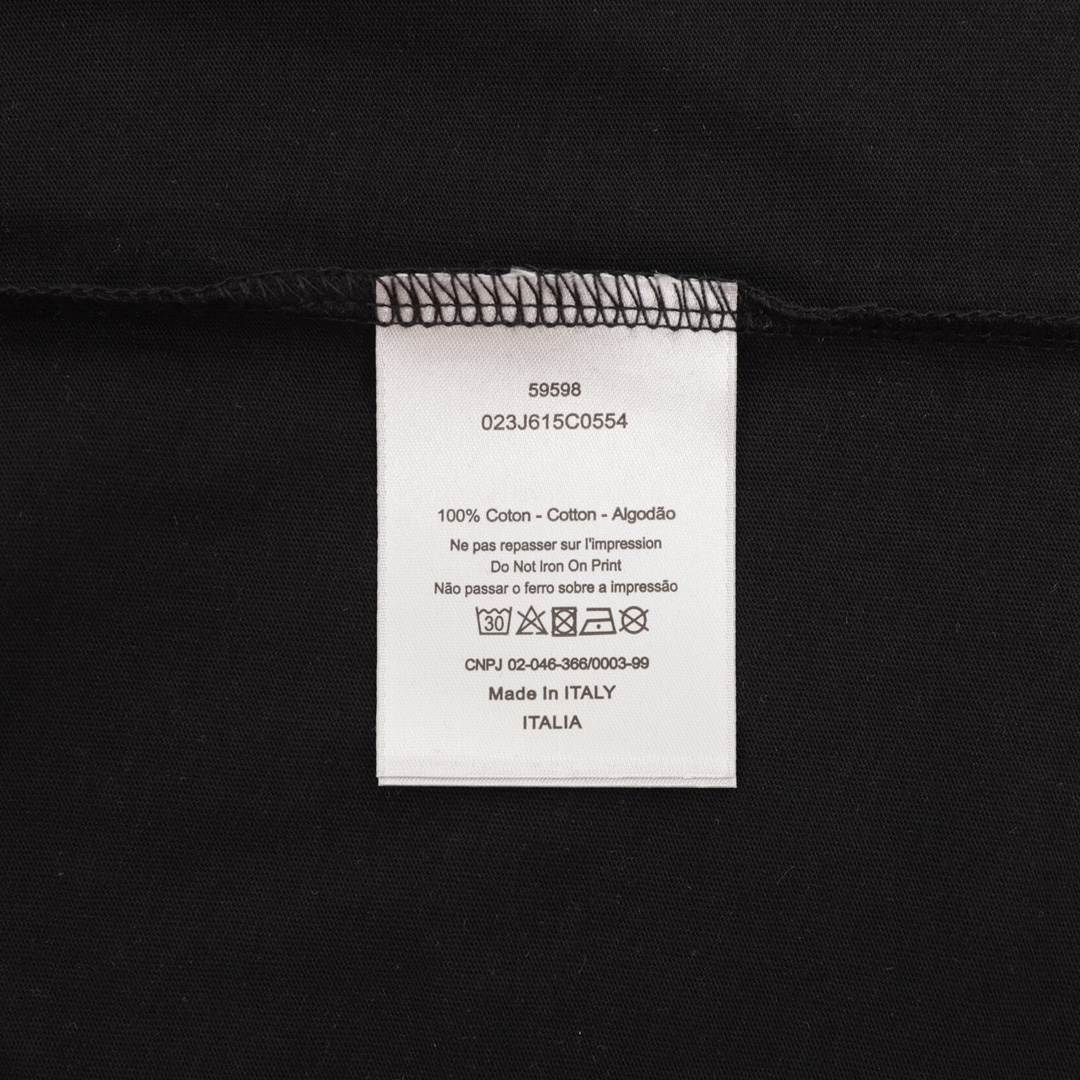 59598
023J615C0554
100% Coton - Cotton - Algodão
Ne pas repasser sur l'impression
Do Not Iron On Print
Não passar o ferro sobre a impressão
30
CNPJ 02-046-366/0003-99
Made In ITALY
ITALIA